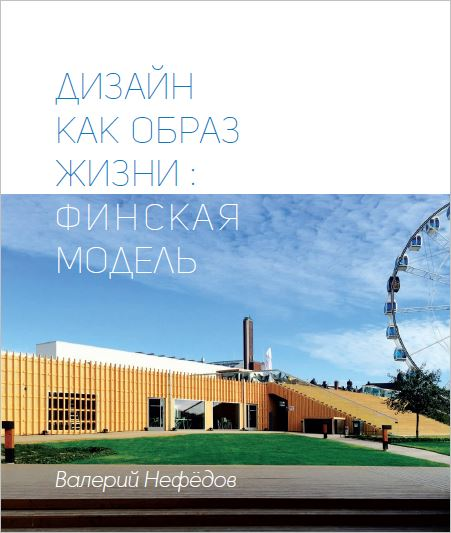 ДИЗАЙН
КАК ОБРАЗ
ЖИЗНИ :
ФИНСКАЯ
МОДЕЛЬ
Валерий Нефёдов